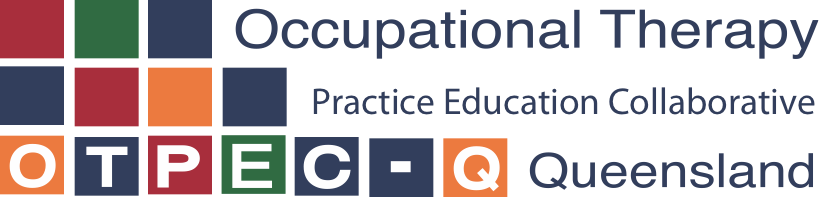 Occupational Therapy
Practice Education Collaborative
OTPEC-Q Queensland